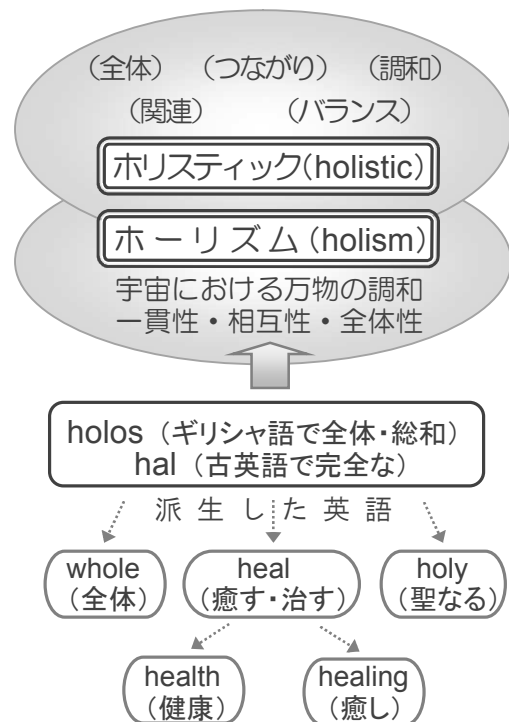 （全体）　（つながり）　（調和）
（関連）　（バランス）
ホリスティック(holistic)
ホーリズム(holism)
宇宙における万物の調和
一貫性・相互性・全体性
holos（ギリシャ語で全体・総和）
hal（古英語で完全な）
派生した英語
whole　heal　holy
（全体）　（癒す・治す）　（聖なる）
health　healing
（健康）　（癒し）